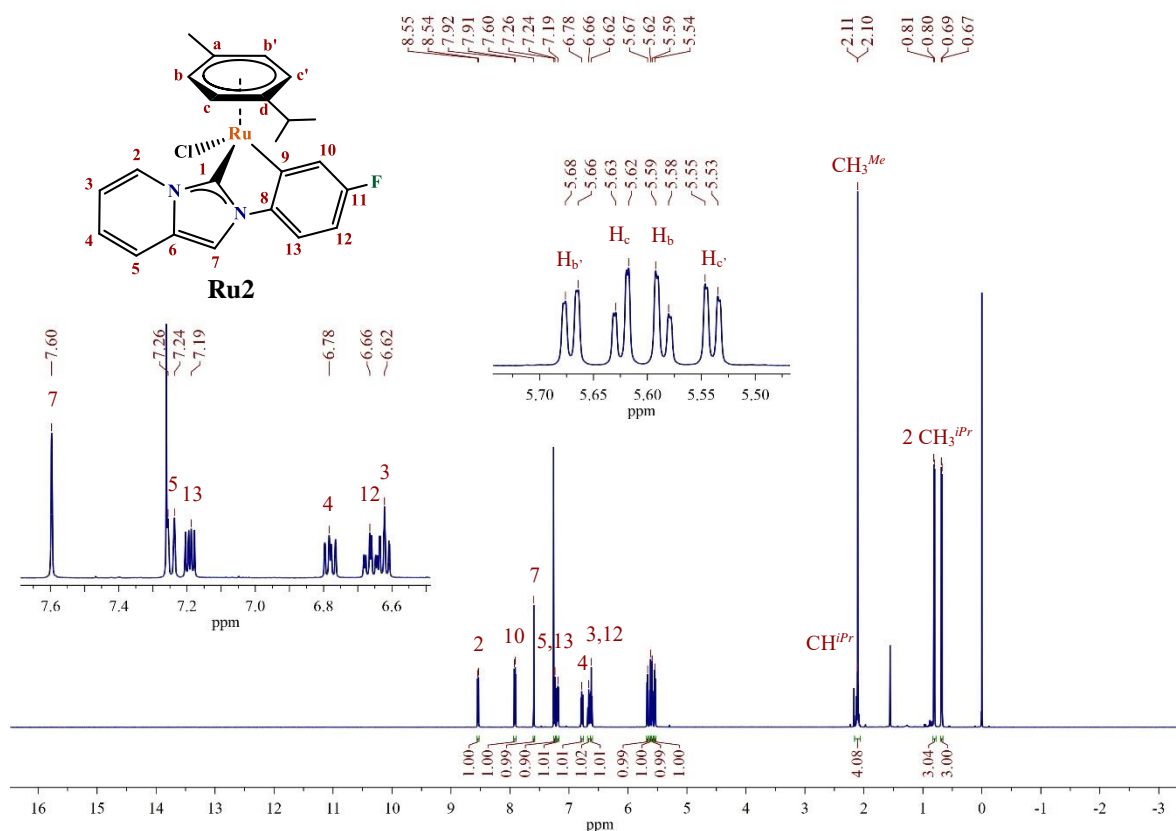 8.55 8.54 7.92 7.91 7.60 7.26 7.24 7.19 6.78 6.66 6.62 5.67 5.62 5.59 5.54
2.11 2.10
0.81 0.80 0.69 0.67
a b' b c' c d
Cl Ru
1 9 10
2 3 N 8 F
11
4 6 N 12
5 7 13
Ru2
5.68 5.66 5.63 5.62 5.59 5.58 5.55 5.53
Hb' Hc Hb Hc'
5.70 5.65 5.60 5.55 5.50
ppm
CH3Me
7.60 7.26 7.24 7.19 6.78 6.66 6.62
7 5 13 4 12 3
7.6 7.4 7.2 7.0 6.8 6.6
ppm
2 CH3iPr
2 10 7 5,13 4 3,12
CHiPr
1.00 1.00 0.99 0.90 1.01 1.01 1.02 1.01 0.99 1.00 0.99 1.00
4.08
3.04 3.00
16 15 14 13 12 11 10 9 8 7 6 5 4 3 2 1 0 -1 -2 -3
ppm